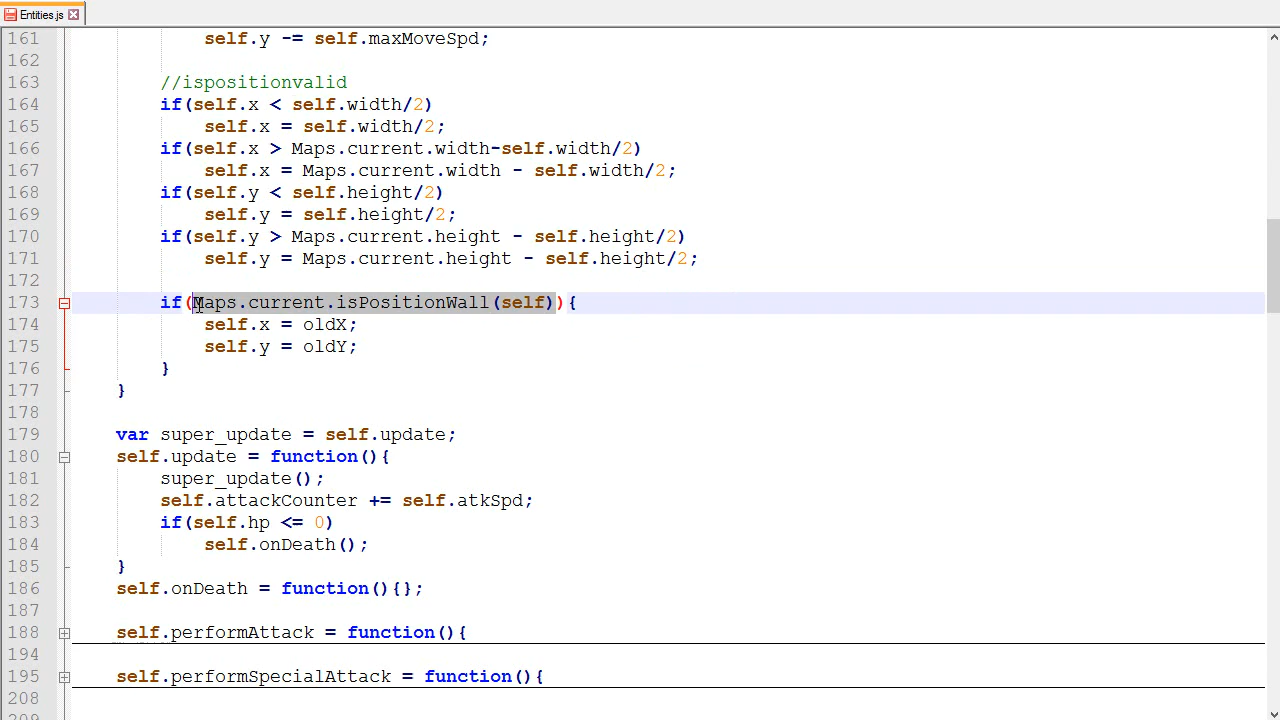 Entities.js
161 self.y -= self.maxMoveSpd;
162
163 //ispositionvalid
164 if(self.x < self.width/2)
165 self.x = self.width/2;
166 if(self.x > Maps.current.width-self.width/2)
167 self.x = Maps.current.width - self.width/2;
168 if(self.y < self.height/2)
169 self.y = self.height/2;
170 if(self.y > Maps.current.height - self.height/2)
171 self.y = Maps.current.height - self.height/2;
172
173 if(Maps.current.isPositionWall(self)){
174 self.x = oldX;
175 self.y = oldY;
176 }
177 }
178
179 var super_update = self.update;
180 self.update = function(){
181 super_update();
182 self.attackCounter += self.atkSpd;
183 if(self.hp <= 0)
184 self.onDeath();
185 }
186 self.onDeath = function(){};
187
188 self.performAttack = function(){
194
195 self.performSpecialAttack = function(){
208